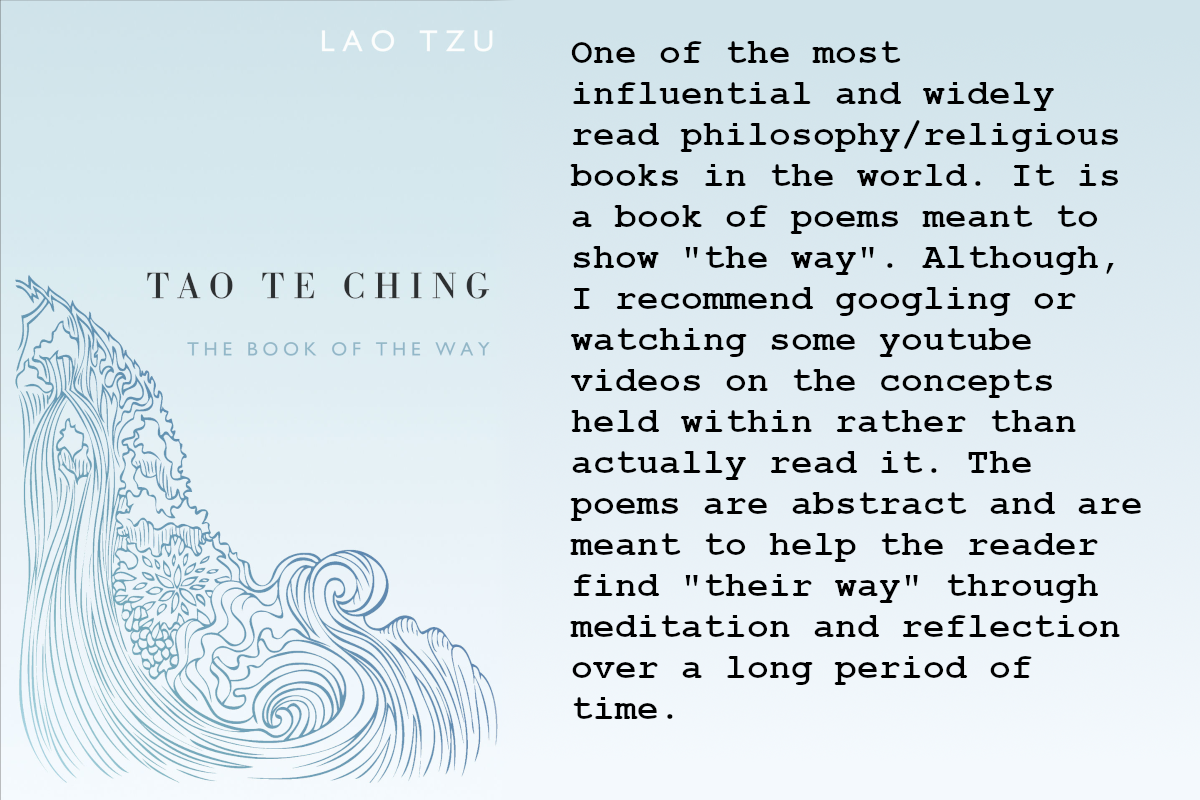 LAO TZU
TAO TE CHING
THE BOOK OF THE WAY
One of the most
influential and widely
read philosophy/religious
books in the world. It is
a book of poems meant to
show "the way". Although,
I recommend googling or
watching some youtube
videos on the concepts
held within rather than
actually read it. The
poems are abstract and are
meant to help the reader
find "their way" through
meditation and reflection
over a long period of
time.